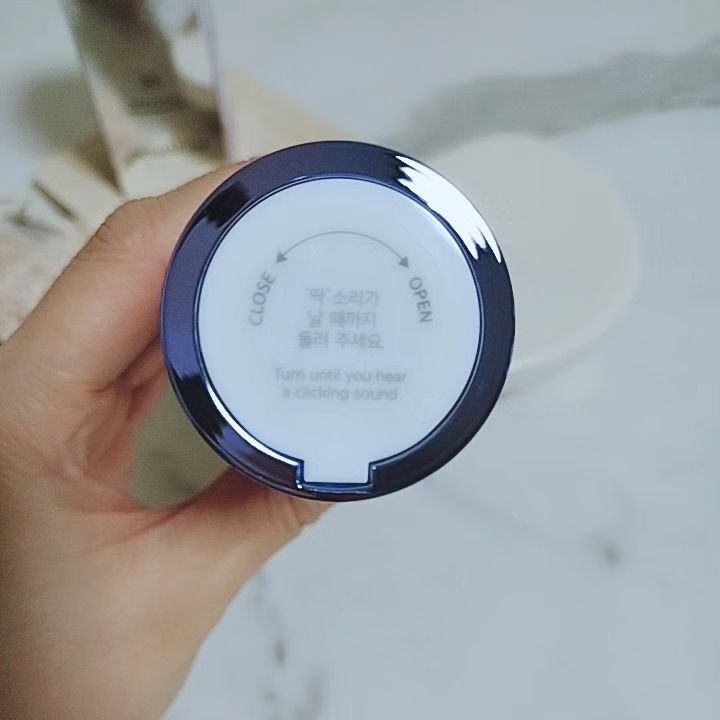 CLOSE
OPEN
'딱' 소리가
날 때까지
돌려 주세요.
Turn until you hear
a clicking sound